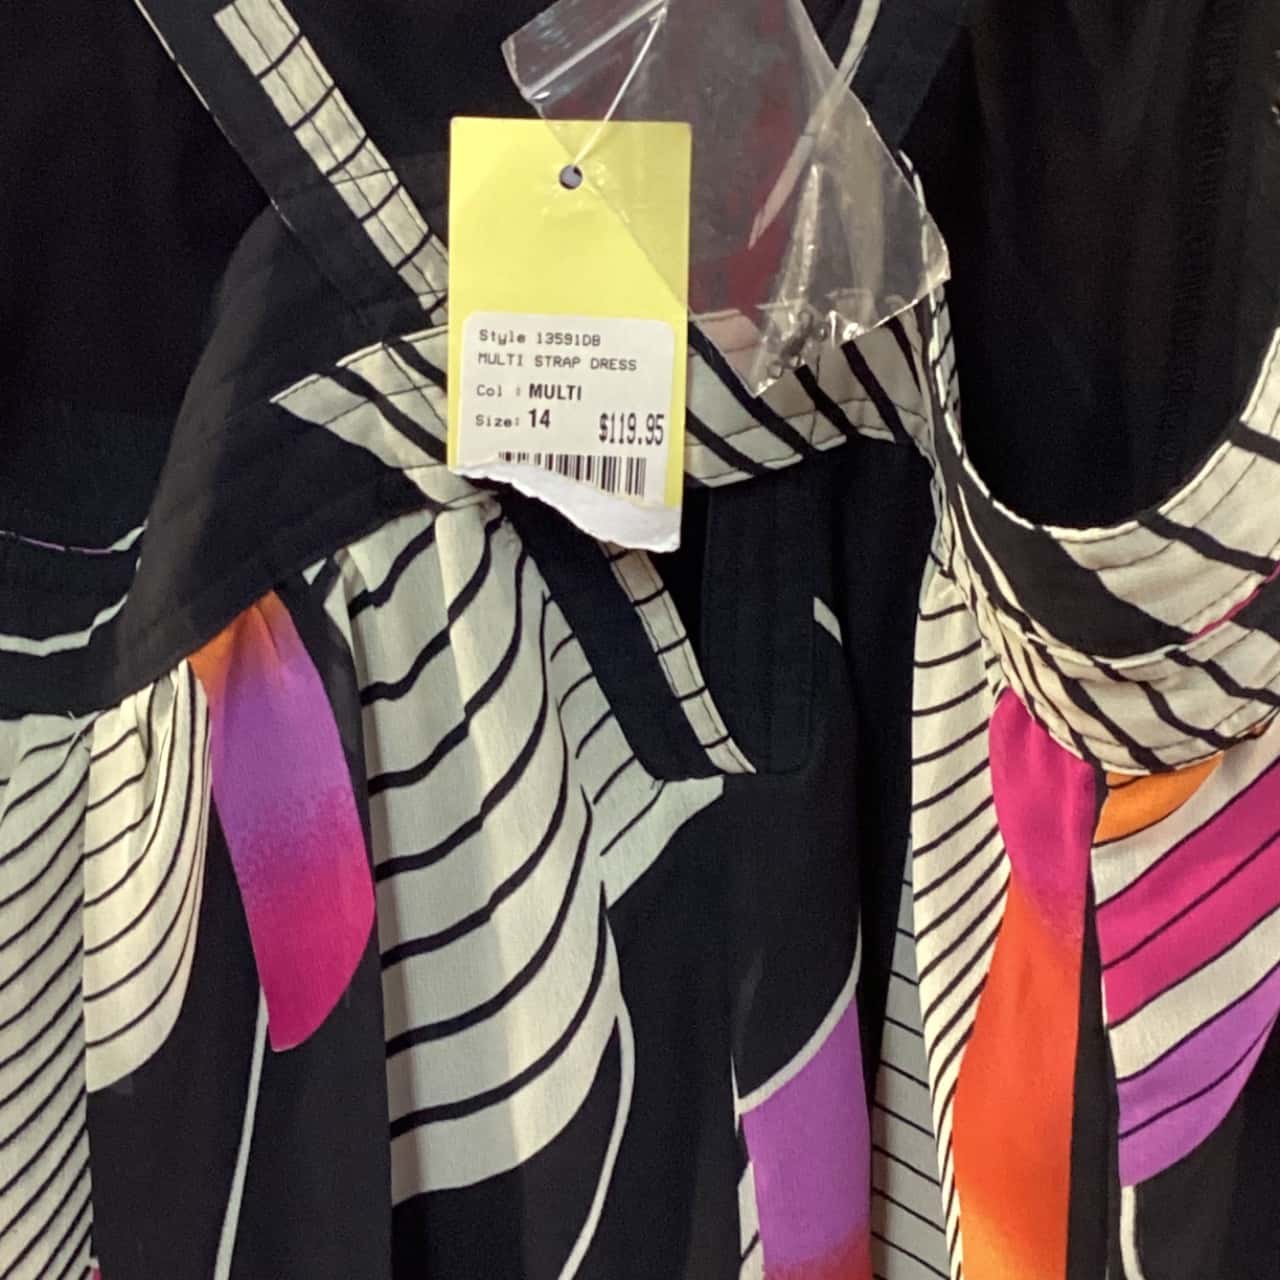 Style 13591DB
MULTI STRAP DRESS
Col : MULTI
Size: 14 $119.95